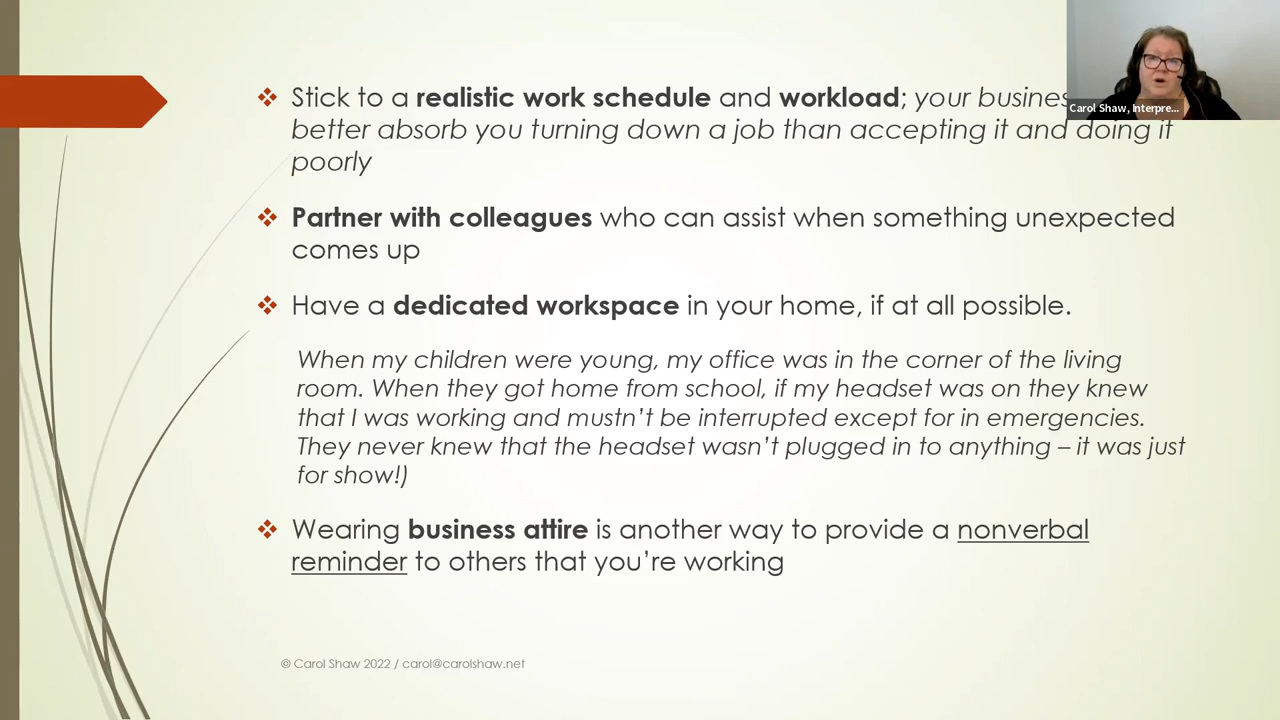 Stick to a realistic work schedule and workload; your busines
better absorb you turning down a job than accepting it and doing it
poorly
Partner with colleagues who can assist when something unexpected
comes up
Have a dedicated workspace in your home, if at all possible.
When my children were young, my office was in the corner of the living
room. When they got home from school, if my headset was on they knew
that I was working and mustn't be interrupted except for in emergencies.
They never knew that the headset wasn't plugged in to anything – it was just
for show!)
Wearing business attire is another way to provide a nonverbal
reminder to others that you're working
© Carol Shaw 2022 / carol@carolshaw.net
Carol Shaw, Interpre...